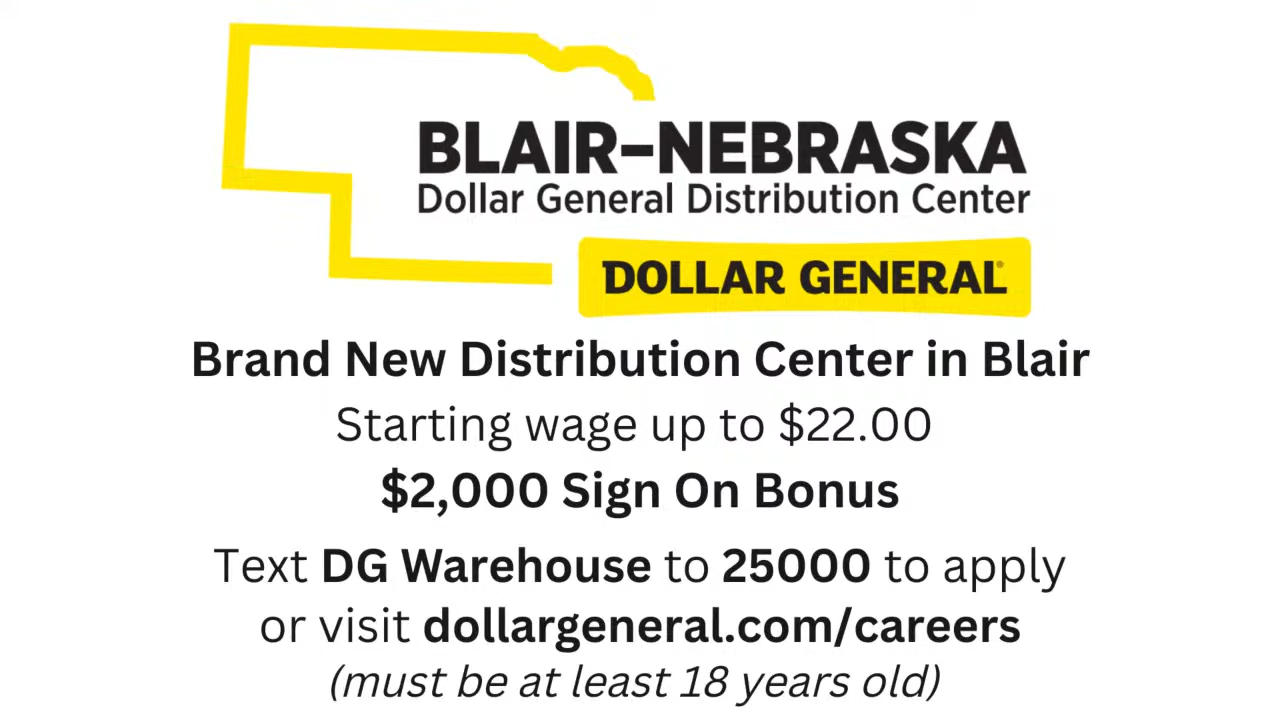 BLAIR–NEBRASKA
Dollar General Distribution Center
DOLLAR GENERAL®
Brand New Distribution Center in Blair
Starting wage up to $22.00
$2,000 Sign On Bonus
Text DG Warehouse to 25000 to apply
or visit dollargeneral.com/careers
(must be at least 18 years old)